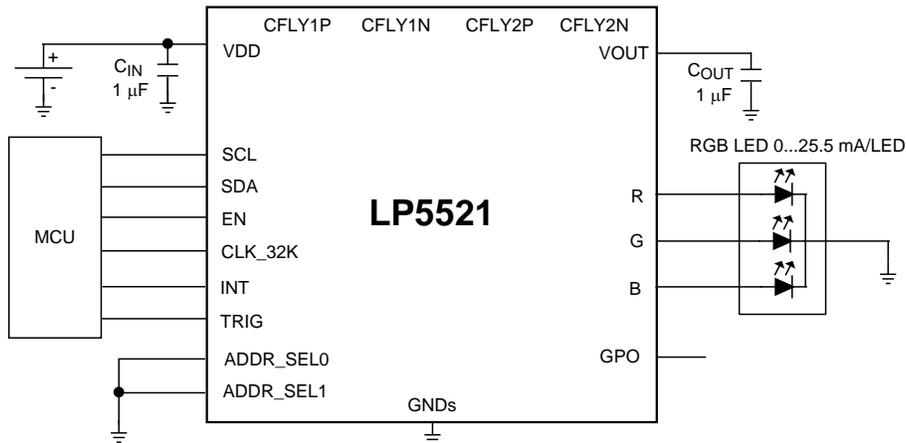 CFLY1P CFLY1N CFLY2P CFLY2N
VDD
VOUT
+
-
CIN
1 μF
COUT
1 μF
RGB LED 0...25.5 mA/LED
MCU
SCL
SDA
EN
CLK_32K
INT
TRIG
ADDR_SEL0
ADDR_SEL1
LP5521
R
G
B
GPO
GNDs